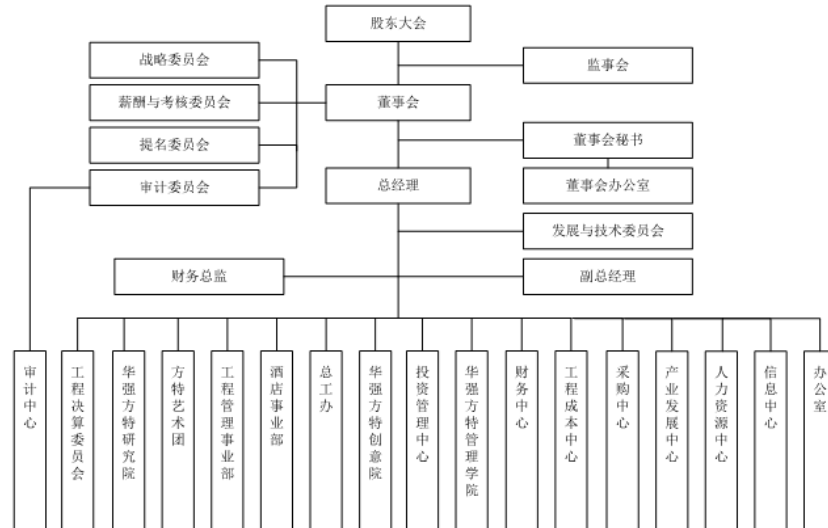 股东大会
战略委员会
监事会
薪酬与考核委员会
董事会
提名委员会
董事会秘书
审计委员会
总经理
董事会办公室
发展与技术委员会
财务总监
副总经理
审计中心
工程决算委员会
华强方特研究院
方特艺术团
工程管理事业部
酒店事业部
总工办
华强方特创意院
投资管理中心
华强方特管理学院
财务中心
工程成本中心
采购中心
产业发展中心
人力资源中心
信息中心
办公室